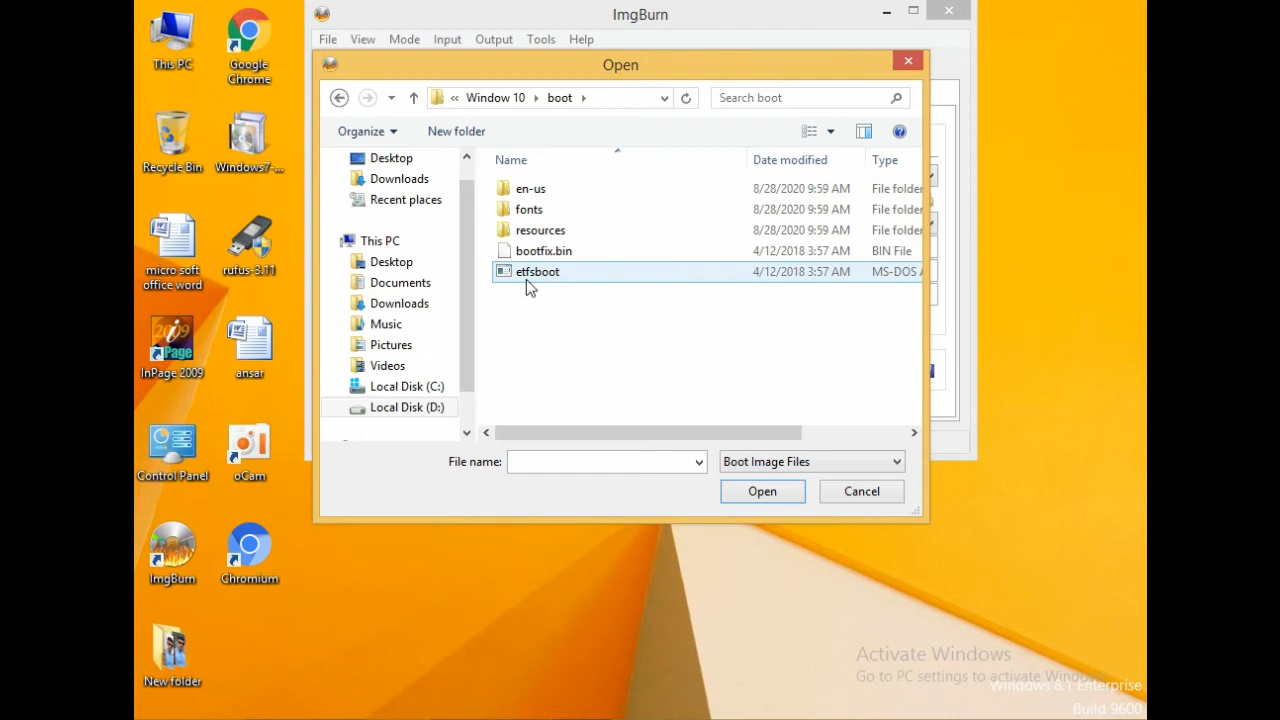 ImgBurn
File View Mode Input Output Tools Help
Open
« Window 10 boot
Search boot
Organize
New folder
Desktop
Downloads
Recent places
This PC
Desktop
Documents
Downloads
Music
Pictures
Videos
Local Disk (C:)
Local Disk (D:)
Name Date modified Type
en-us 8/28/2020 9:59 AM File folder
fonts 8/28/2020 9:59 AM File folder
resources 8/28/2020 9:59 AM File folder
bootfix.bin 4/12/2018 3:57 AM BIN File
etfsboot 4/12/2018 3:57 AM MS-DOS A
File name:
Boot Image Files
Open Cancel
This PC
Google
Chrome
Recycle Bin
Windows7-...
micro soft
office word
rufus-3.11
2009
Page
InPage 2009
ansar
Control Panel
oCam
ImgBurn
Chromium
New folder
Activate Windows
Go to PC settings to activate Windo
Windows 8.1 Enterprise
Build 9600